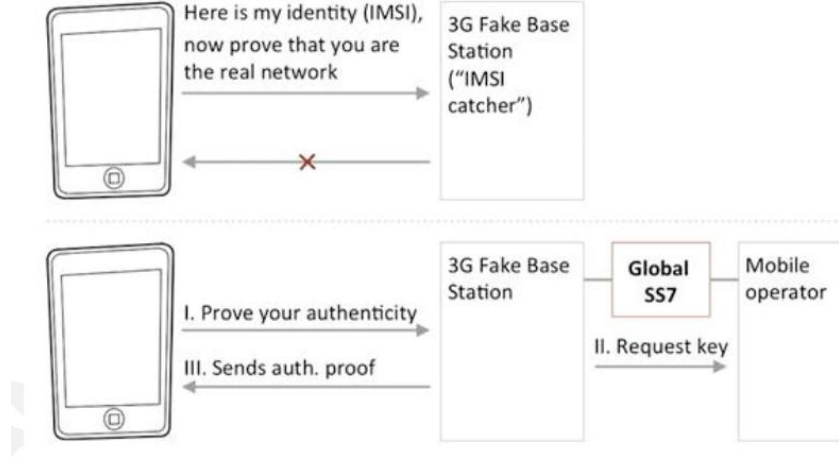 Here is my identity (IMSI),
now prove that you are
the real network
3G Fake Base
Station
("IMSI
catcher")
3G Fake Base
Station
Global
SS7
Mobile
operator
I. Prove your authenticity
II. Request key
III. Sends auth. proof